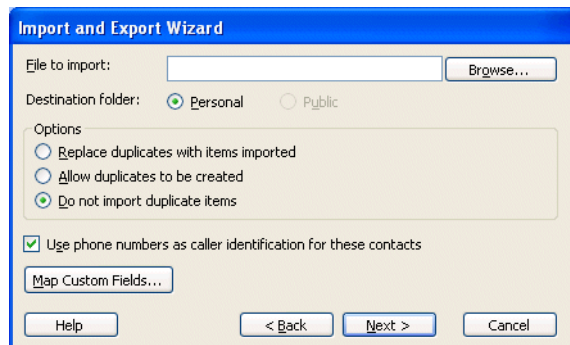 Import and Export Wizard
File to import:
Browse...
Destination folder: Personal Public
Options
Replace duplicates with items imported
Allow duplicates to be created
Do not import duplicate items
Use phone numbers as caller identification for these contacts
Map Custom Fields...
Help < Back Next > Cancel